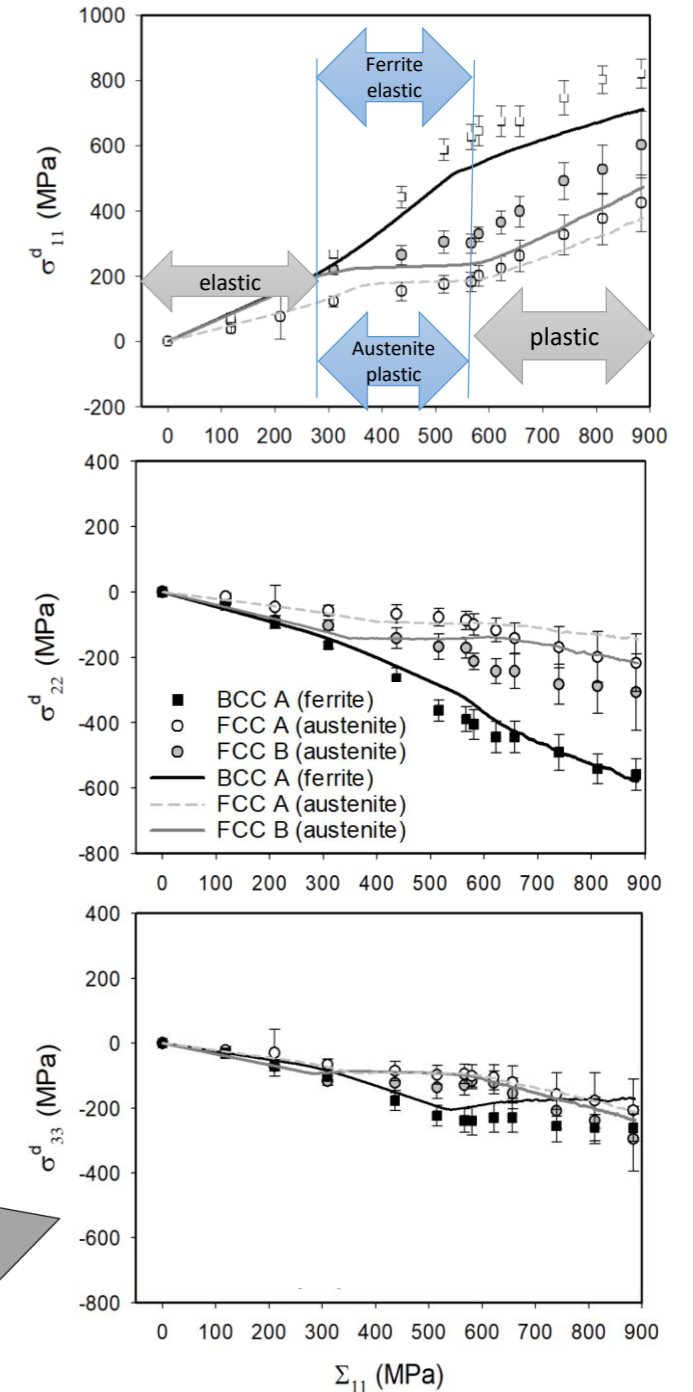 1000
800
600
400
200
0
-200
σᵈ₁₁ (MPa)
Ferrite
elastic
elastic
Austenite
plastic
plastic
0 100 200 300 400 500 600 700 800 900
400
200
0
-200
-400
-600
-800
σᵈ₂₂ (MPa)
BCC A (ferrite)
FCC A (austenite)
FCC B (austenite)
BCC A (ferrite)
FCC A (austenite)
FCC B (austenite)
0 100 200 300 400 500 600 700 800 900
400
200
0
-200
-400
-600
-800
σᵈ₃₃ (MPa)
0 100 200 300 400 500 600 700 800 900
Σ₁₁ (MPa)